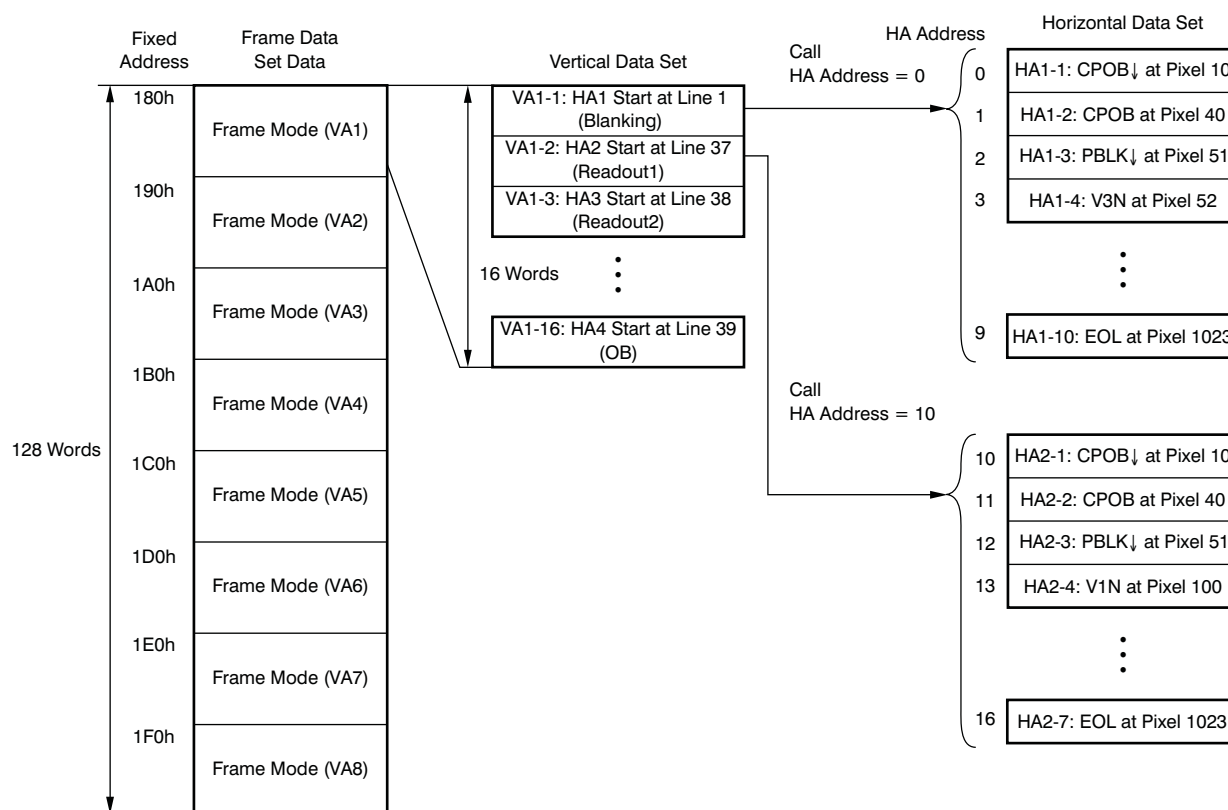 Fixed
Address
Frame Data
Set Data
180h
Frame Mode (VA1)
190h
Frame Mode (VA2)
1A0h
Frame Mode (VA3)
1B0h
Frame Mode (VA4)
1C0h
Frame Mode (VA5)
1D0h
Frame Mode (VA6)
1E0h
Frame Mode (VA7)
1F0h
Frame Mode (VA8)
128 Words
Vertical Data Set
VA1-1: HA1 Start at Line 1
(Blanking)
VA1-2: HA2 Start at Line 37
(Readout1)
VA1-3: HA3 Start at Line 38
(Readout2)
16 Words
VA1-16: HA4 Start at Line 39
(OB)
Call
HA Address = 0
HA Address
Horizontal Data Set
0 HA1-1: CPOB↓ at Pixel 10
1 HA1-2: CPOB at Pixel 40
2 HA1-3: PBLK↓ at Pixel 51
3 HA1-4: V3N at Pixel 52
9 HA1-10: EOL at Pixel 1023
Call
HA Address = 10
10 HA2-1: CPOB↓ at Pixel 10
11 HA2-2: CPOB at Pixel 40
12 HA2-3: PBLK↓ at Pixel 51
13 HA2-4: V1N at Pixel 100
16 HA2-7: EOL at Pixel 1023